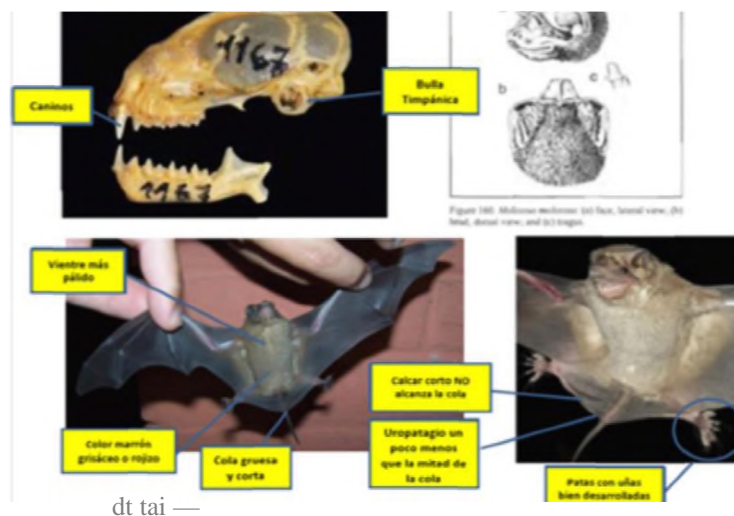 1167
Caninos
Bulla
Timpánica
1167
b
c
Figure 160. Molossus molossus: (a) face, lateral view; (b)
head, dorsal view; and (c) tragus.
Vientre más
pálido
Calcar corto NO
alcanza la cola
Color marrón
grisáceo o rojizo
Cola gruesa
y corta
Uropatagio un
poco menos
que la mitad de
la cola
Patas con uñas
bien desarrolladas
dt tai —